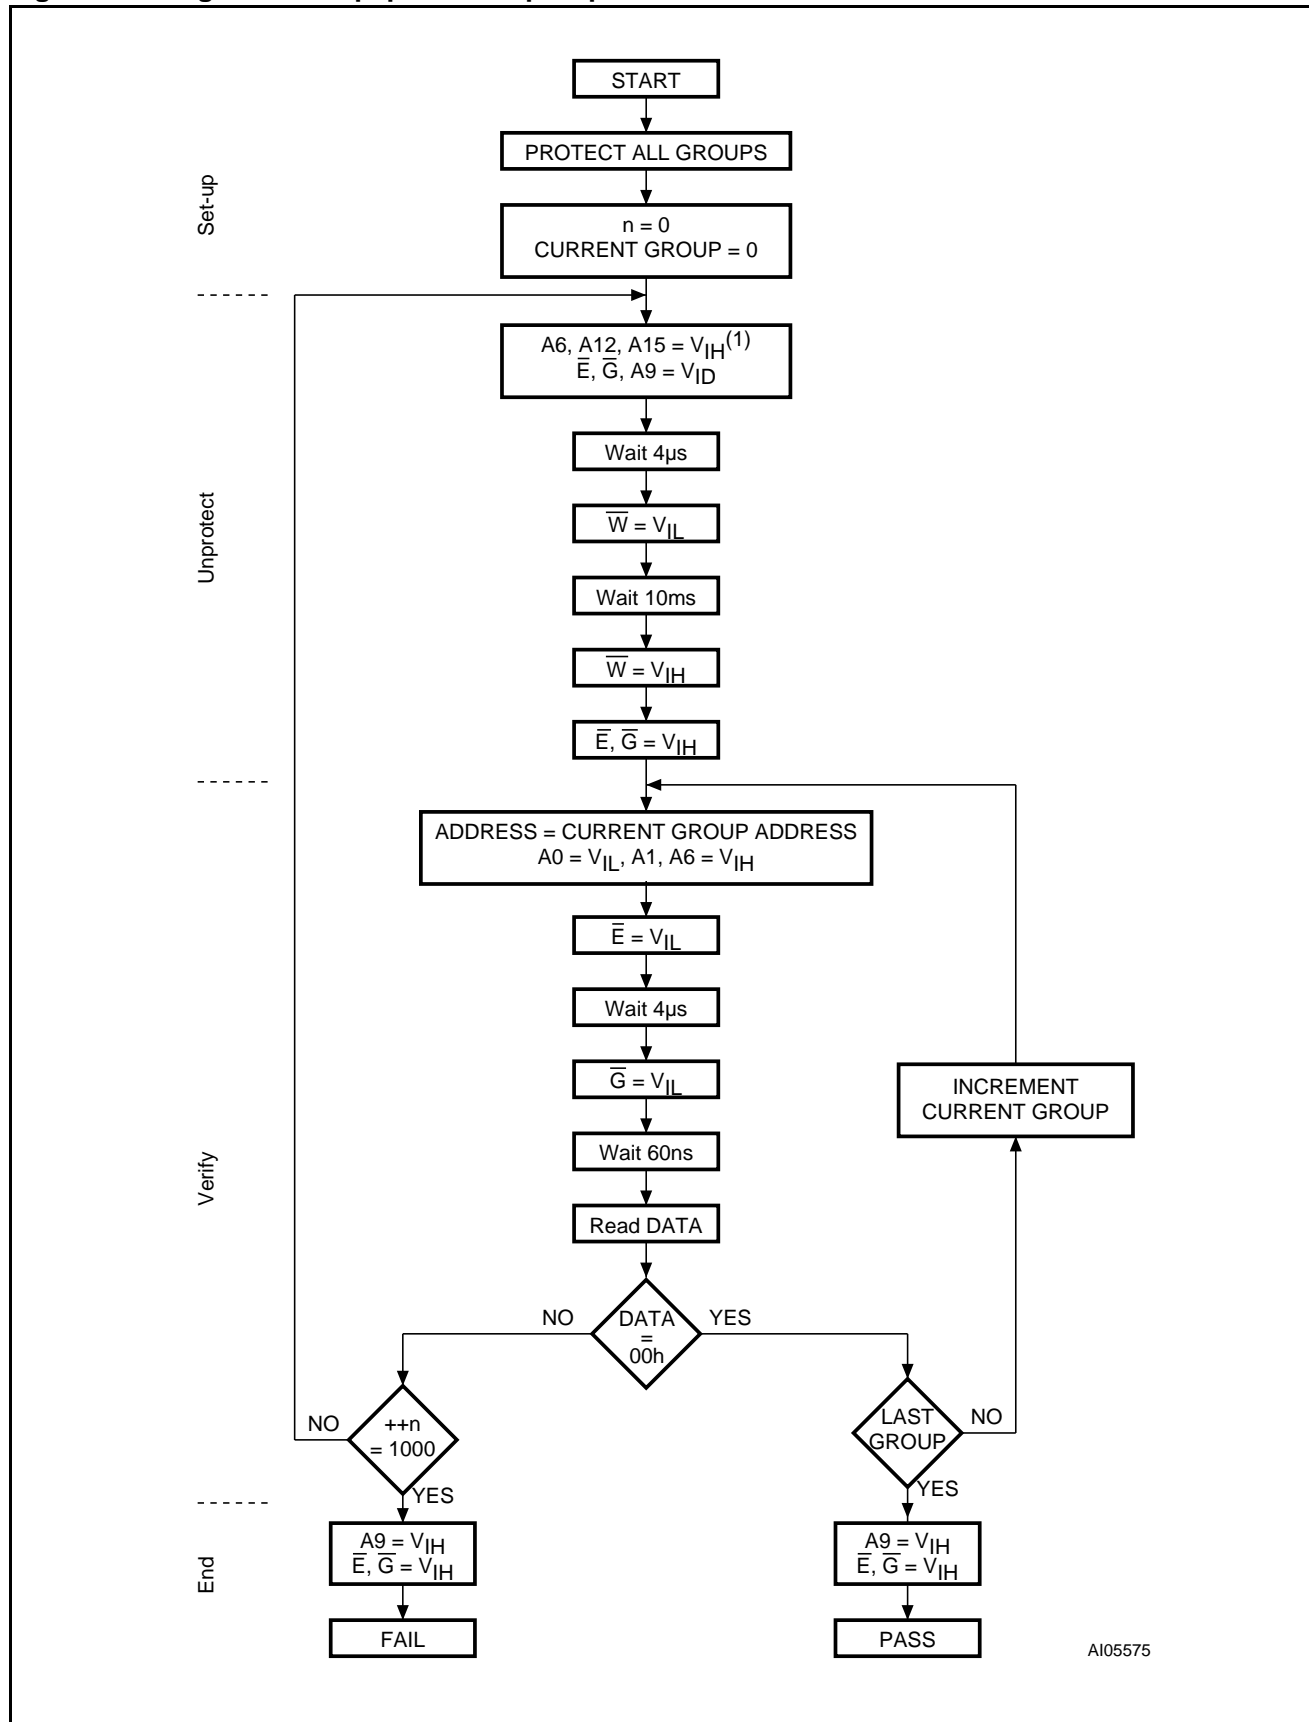 START
PROTECT ALL GROUPS
Set-up
n = 0
CURRENT GROUP = 0
A6, A12, A15 = VIH(1)
E̅, G̅, A9 = VID
Wait 4µs
W̅ = VIL
Unprotect
Wait 10ms
W̅ = VIH
E̅, G̅ = VIH
ADDRESS = CURRENT GROUP ADDRESS
A0 = VIL, A1, A6 = VIH
E̅ = VIL
Wait 4µs
G̅ = VIL
INCREMENT
CURRENT GROUP
Wait 60ns
Verify
Read DATA
NO
DATA
=
00h
YES
NO
++n
= 1000
YES
LAST
GROUP
NO
YES
End
A9 = VIH
E̅, G̅ = VIH
A9 = VIH
E̅, G̅ = VIH
FAIL
PASS
AI05575